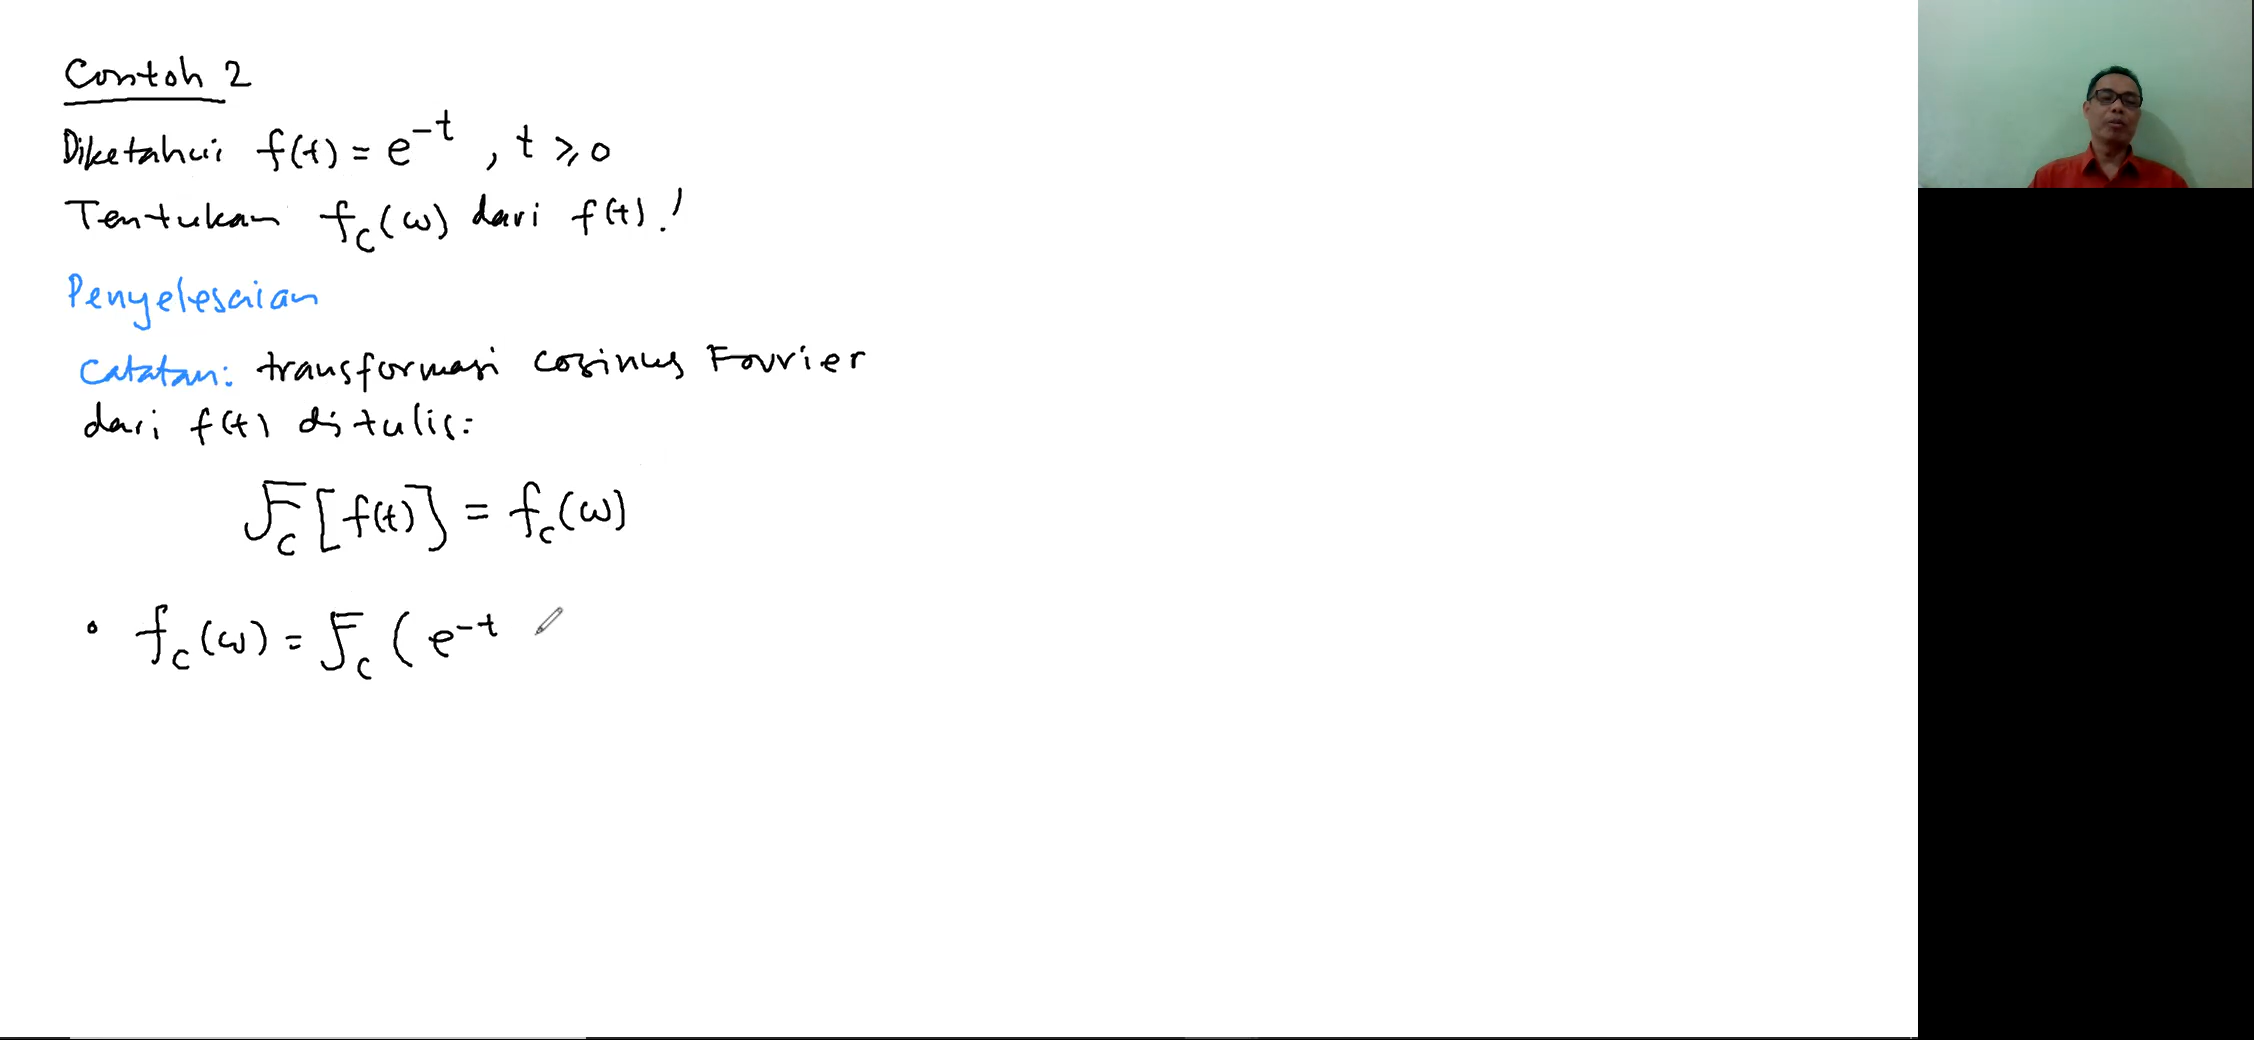 Contoh 2
Diketahui f(t) = e^{-t} , t ≥ 0
Tentukan f_c(ω) dari f(t)!
Penyelesaian
Catatan: transformasi cosinus Fourier
dari f(t) ditulis:
ℱ_c[f(t)] = f_c(ω)
• f_c(ω) = ℱ_c ( e^{-t}